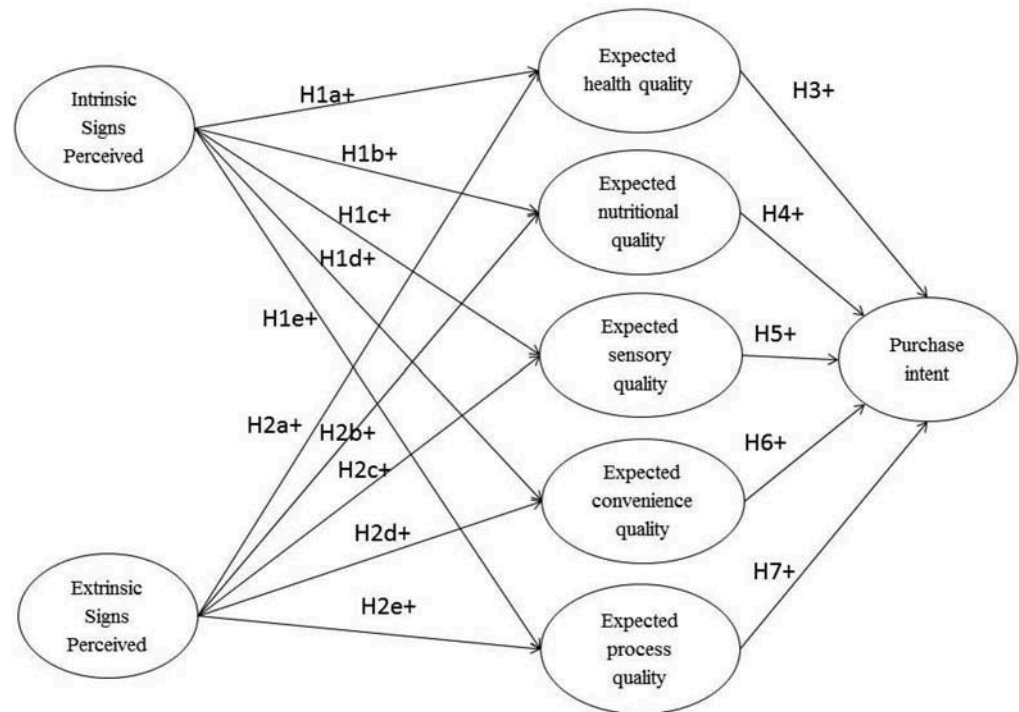 Intrinsic
Signs
Perceived
Extrinsic
Signs
Perceived
H1a+
H1b+
H1c+
H1d+
H1e+
H2a+
H2b+
H2c+
H2d+
H2e+
Expected
health quality
Expected
nutritional
quality
Expected
sensory
quality
Expected
convenience
quality
Expected
process
quality
H3+
H4+
H5+
H6+
H7+
Purchase
intent